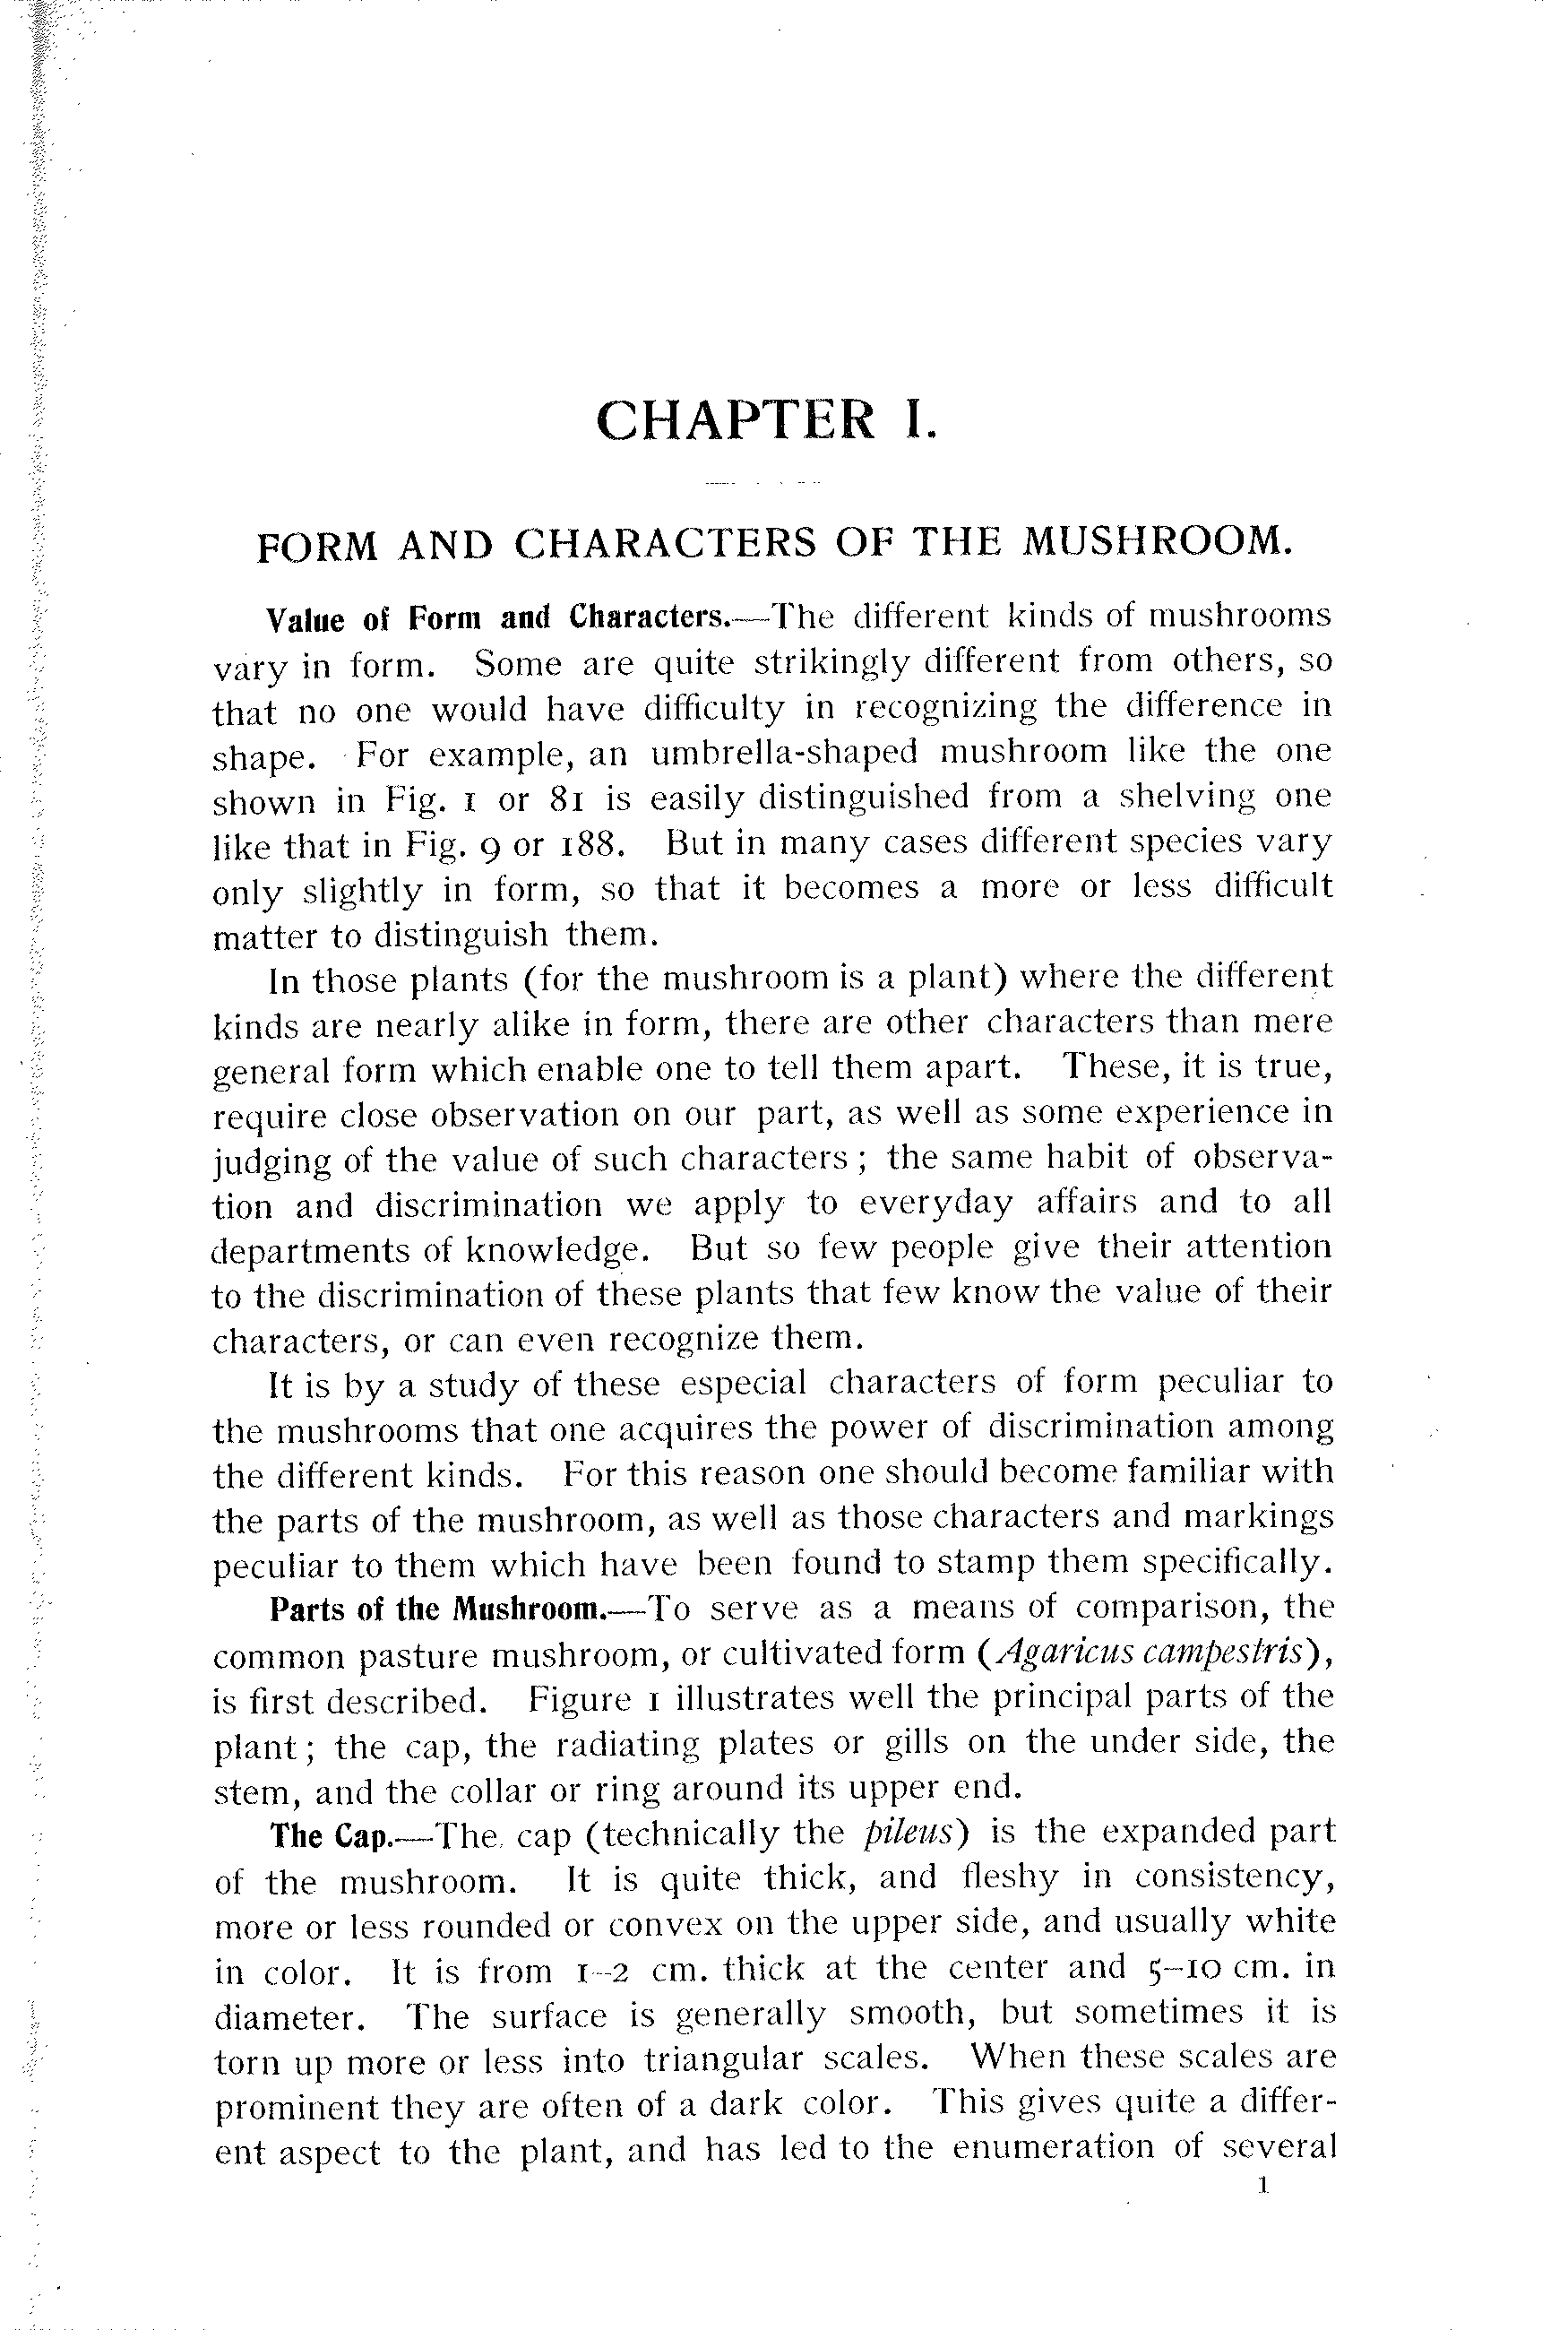 CHAPTER I.
FORM AND CHARACTERS OF THE MUSHROOM.
Value of Form and Characters.—The different kinds of mushrooms
vary in form. Some are quite strikingly different from others, so
that no one would have difficulty in recognizing the difference in
shape. For example, an umbrella-shaped mushroom like the one
shown in Fig. 1 or 81 is easily distinguished from a shelving one
like that in Fig. 9 or 188. But in many cases different species vary
only slightly in form, so that it becomes a more or less difficult
matter to distinguish them.
In those plants (for the mushroom is a plant) where the different
kinds are nearly alike in form, there are other characters than mere
general form which enable one to tell them apart. These, it is true,
require close observation on our part, as well as some experience in
judging of the value of such characters ; the same habit of observa-
tion and discrimination we apply to everyday affairs and to all
departments of knowledge. But so few people give their attention
to the discrimination of these plants that few know the value of their
characters, or can even recognize them.
It is by a study of these especial characters of form peculiar to
the mushrooms that one acquires the power of discrimination among
the different kinds. For this reason one should become familiar with
the parts of the mushroom, as well as those characters and markings
peculiar to them which have been found to stamp them specifically.
Parts of the Mushroom.—To serve as a means of comparison, the
common pasture mushroom, or cultivated form (Agaricus campestris),
is first described. Figure 1 illustrates well the principal parts of the
plant ; the cap, the radiating plates or gills on the under side, the
stem, and the collar or ring around its upper end.
The Cap.—The cap (technically the pileus) is the expanded part
of the mushroom. It is quite thick, and fleshy in consistency,
more or less rounded or convex on the upper side, and usually white
in color. It is from 1–2 cm. thick at the center and 5–10 cm. in
diameter. The surface is generally smooth, but sometimes it is
torn up more or less into triangular scales. When these scales are
prominent they are often of a dark color. This gives quite a differ-
ent aspect to the plant, and has led to the enumeration of several
1